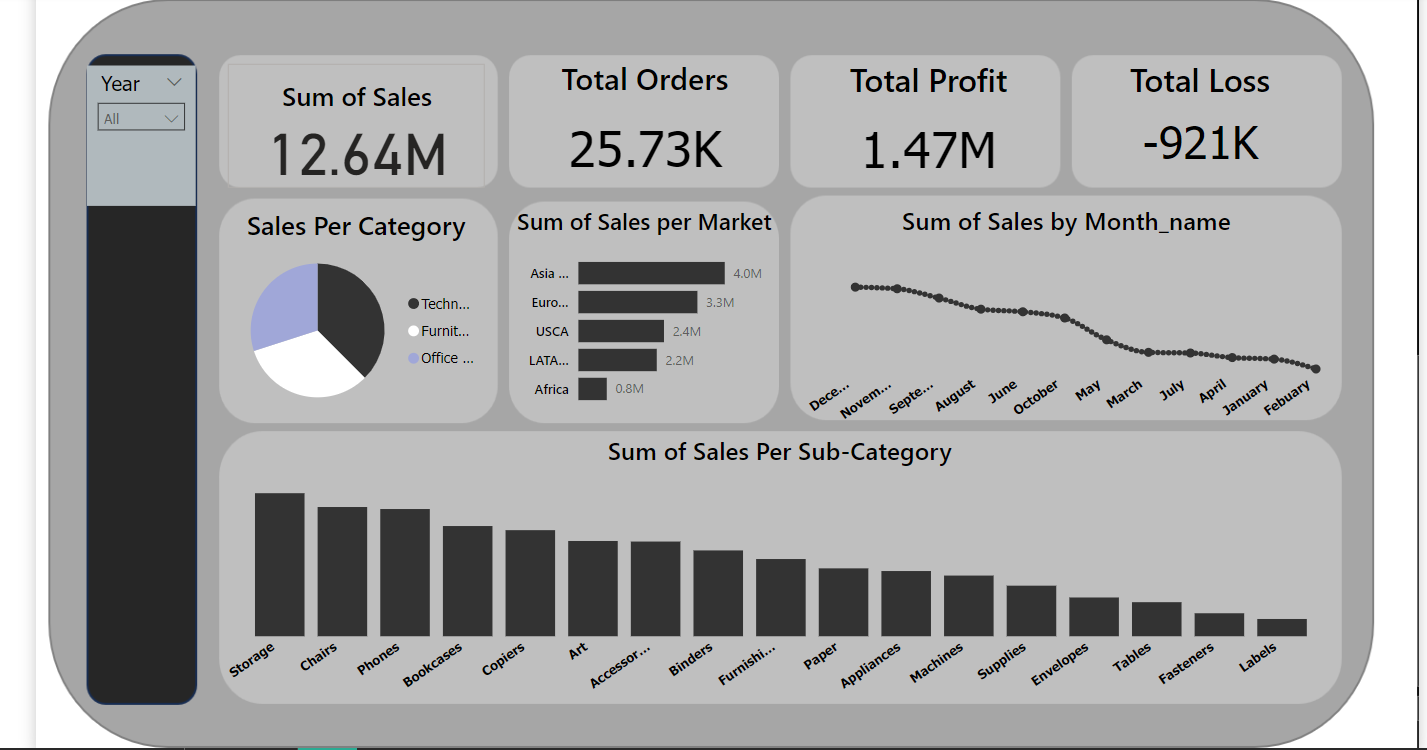 Year
All
Sum of Sales
12.64M
Total Orders
25.73K
Total Profit
1.47M
Total Loss
-921K
Sales Per Category
Techn...
Furnit...
Office ...
Sum of Sales per Market
Asia ... 4.0M
Euro... 3.3M
USCA 2.4M
LATA... 2.2M
Africa 0.8M
Sum of Sales by Month_name
Dece... Novem... Septe... August June October May March July April January Febuary
Sum of Sales Per Sub-Category
Storage Chairs Phones Bookcases Copiers Art Accessor... Binders Furnishi... Paper Appliances Machines Supplies Envelopes Tables Fasteners Labels